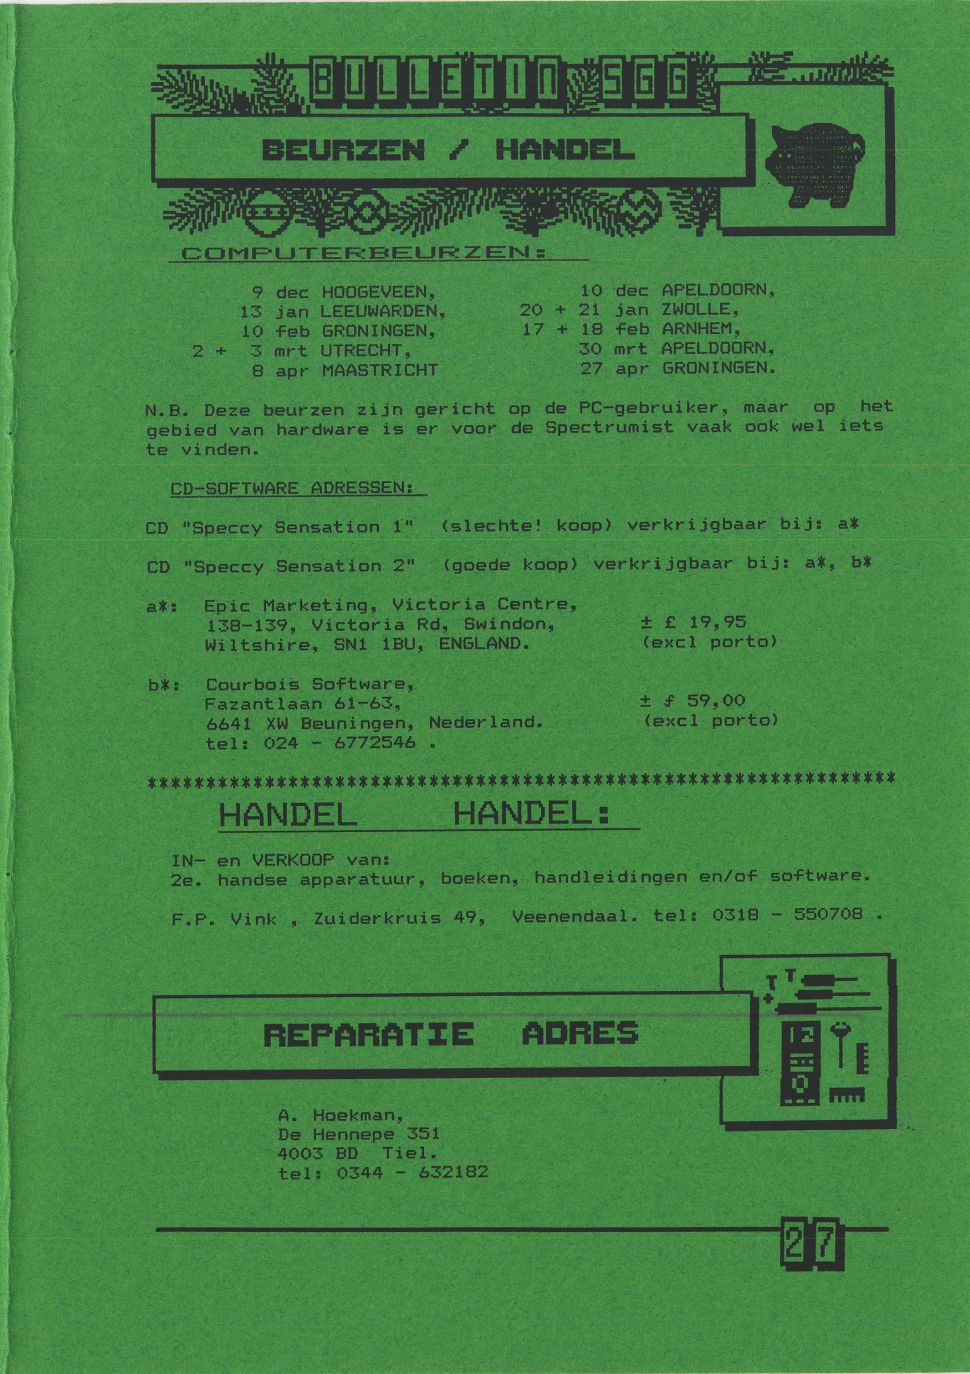 BULLETIN SGG
BEURZEN / HANDEL
COMPUTERBEURZEN:
9 dec HOOGEVEEN, 10 dec APELDOORN,
13 jan LEEUWARDEN, 20 + 21 jan ZWOLLE,
10 feb GRONINGEN, 17 + 18 feb ARNHEM,
2 + 3 mrt UTRECHT, 30 mrt APELDOORN,
8 apr MAASTRICHT 27 apr GRONINGEN.
N.B. Deze beurzen zijn gericht op de PC-gebruiker, maar op het
gebied van hardware is er voor de Spectrumist vaak ook wel iets
te vinden.
CD-SOFTWARE ADRESSEN:
CD "Speccy Sensation 1" (slechte! koop) verkrijgbaar bij: a*
CD "Speccy Sensation 2" (goede koop) verkrijgbaar bij: a*, b*
a*: Epic Marketing, Victoria Centre,
138-139, Victoria Rd, Swindon, ± £ 19,95
Wiltshire, SN1 1BU, ENGLAND. (excl porto)
b*: Courbois Software,
Fazantlaan 61-63, ± ƒ 59,00
6641 XW Beuningen, Nederland. (excl porto)
tel: 024 - 6772546 .
****************************************************************
HANDEL HANDEL:
IN- en VERKOOP van:
2e. handse apparatuur, boeken, handleidingen en/of software.
F.P. Vink , Zuiderkruis 49, Veenendaal. tel: 0318 - 550708 .
REPARATIE ADRES
A. Hoekman,
De Hennepe 351
4003 BD Tiel.
tel: 0344 - 632182
27